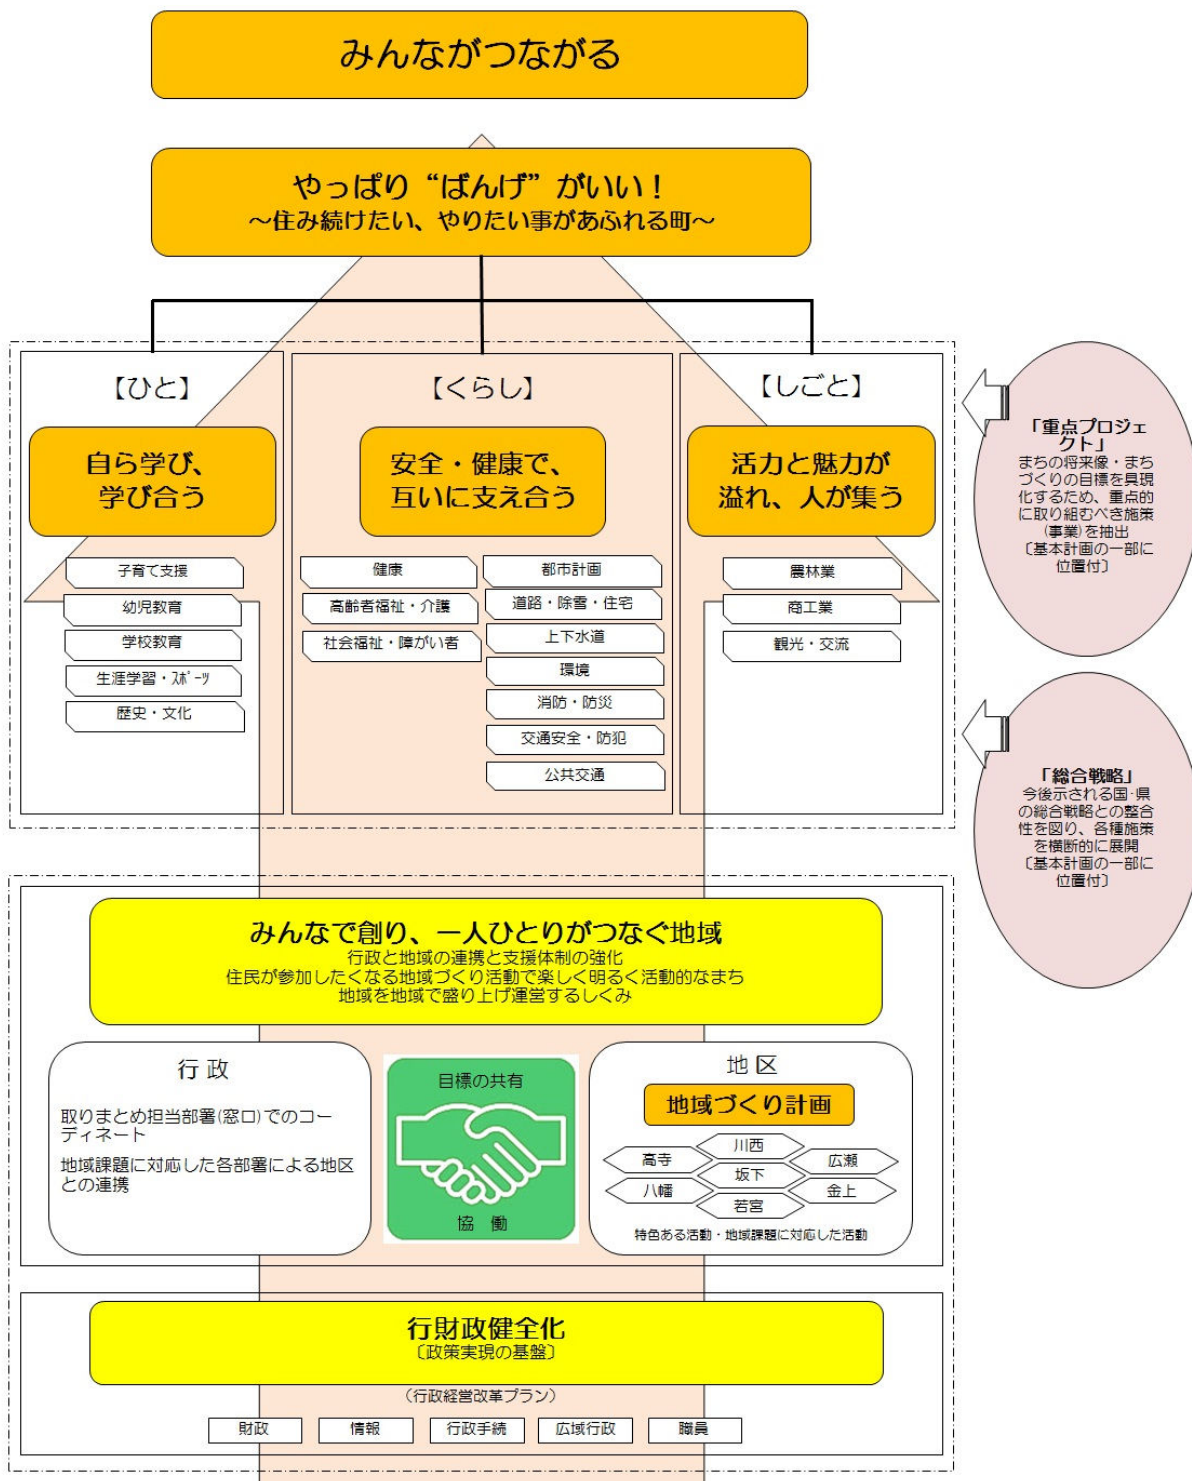 みんながつながる
やっぱり“ばんげ”がいい！
～住み続けたい、やりたい事があふれる町～
【ひと】
自ら学び、
学び合う
子育て支援
幼児教育
学校教育
生涯学習・ｽﾎﾟｰﾂ
歴史・文化
【くらし】
安全・健康で、
互いに支え合う
健康
高齢者福祉・介護
社会福祉・障がい者
都市計画
道路・除雪・住宅
上下水道
環境
消防・防災
交通安全・防犯
公共交通
【しごと】
活力と魅力が
溢れ、人が集う
農林業
商工業
観光・交流
「重点プロジェ
クト」
まちの将来像・まち
づくりの目標を具現
化するため、重点的
に取り組むべき施策
(事業)を抽出
〔基本計画の一部に
位置付〕
「総合戦略」
今後示される国･県
の総合戦略との整合
性を図り、各種施策
を横断的に展開
〔基本計画の一部に
位置付〕
みんなで創り、一人ひとりがつなぐ地域
行政と地域の連携と支援体制の強化
住民が参加したくなる地域づくり活動で楽しく明るく活動的なまち
地域を地域で盛り上げ運営するしくみ
行 政
取りまとめ担当部署(窓口)でのコー
ディネート
地域課題に対応した各部署による地区
との連携
目標の共有
協 働
地 区
地域づくり計画
川西
高寺
広瀬
坂下
八幡
金上
若宮
特色ある活動・地域課題に対応した活動
行財政健全化
〔政策実現の基盤〕
（行政経営改革プラン）
財政
情報
行政手続
広域行政
職員